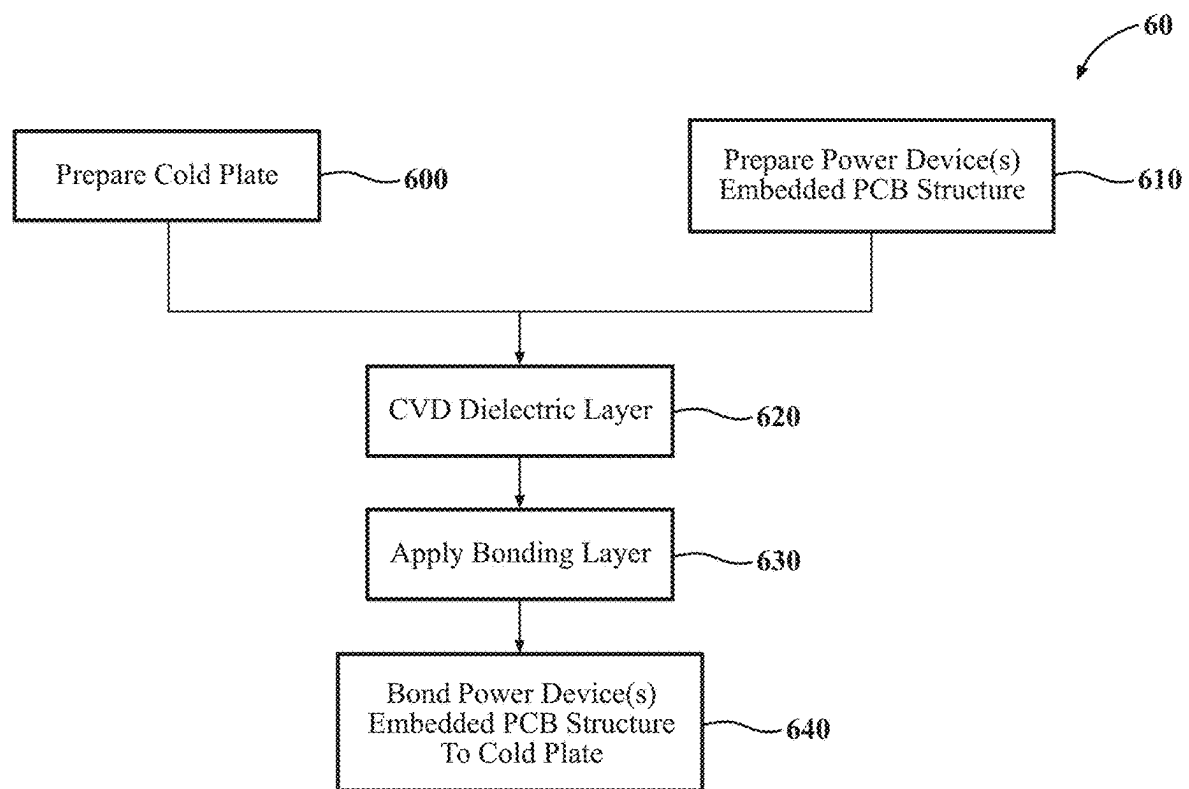 60
Prepare Cold Plate
600
Prepare Power Device(s)
Embedded PCB Structure
610
CVD Dielectric Layer
620
Apply Bonding Layer
630
Bond Power Device(s)
Embedded PCB Structure
To Cold Plate
640